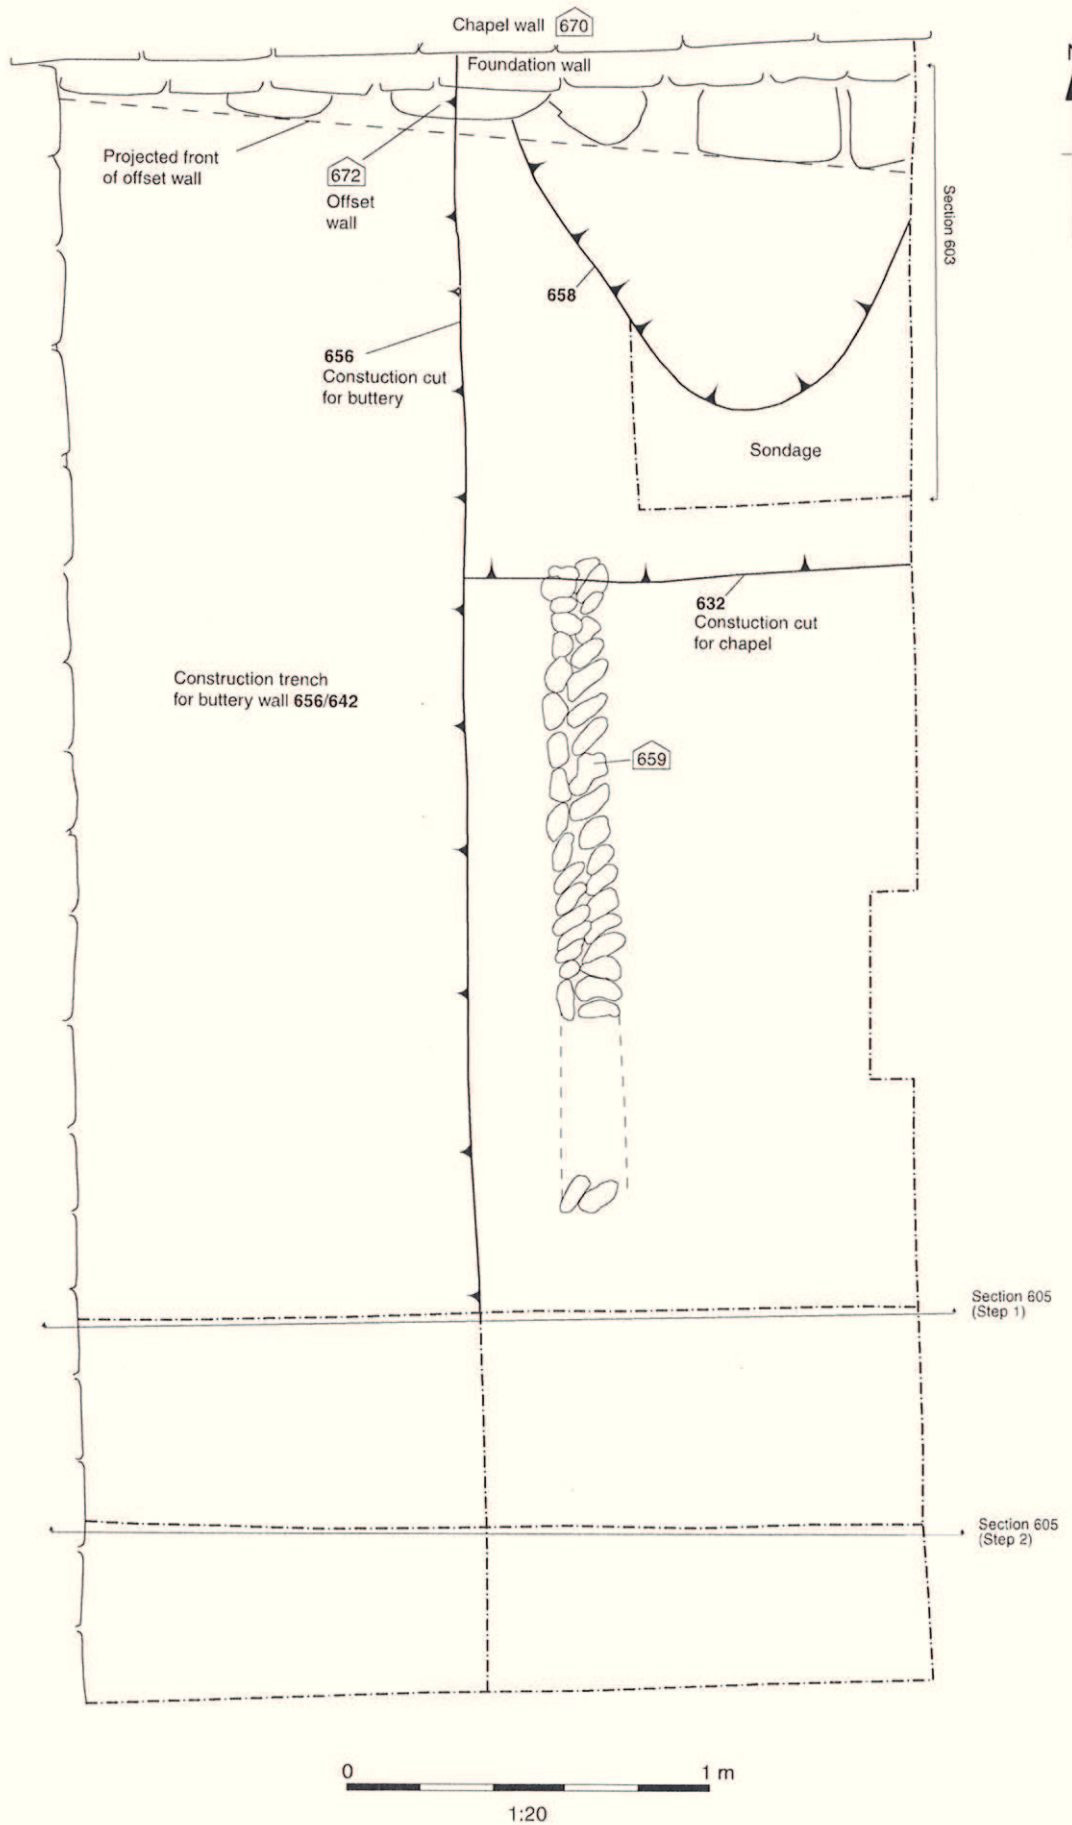 Chapel wall 670
Foundation wall
Projected front
of offset wall
672
Offset
wall
Section 603
658
656
Constuction cut
for buttery
Sondage
632
Constuction cut
for chapel
Construction trench
for buttery wall 656/642
659
Section 605
(Step 1)
Section 605
(Step 2)
0 1 m
1:20